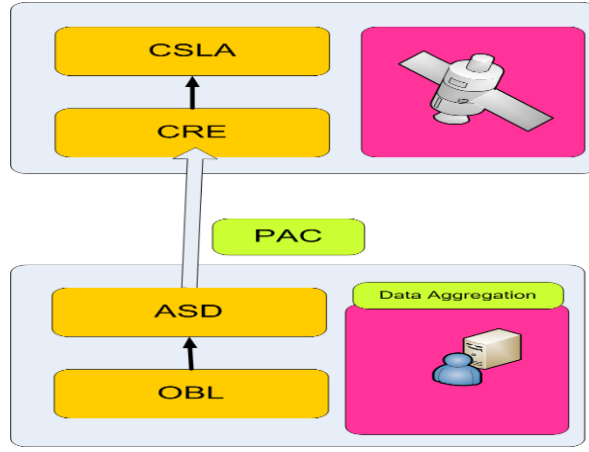 CSLA
CRE
PAC
Data Aggregation
ASD
OBL